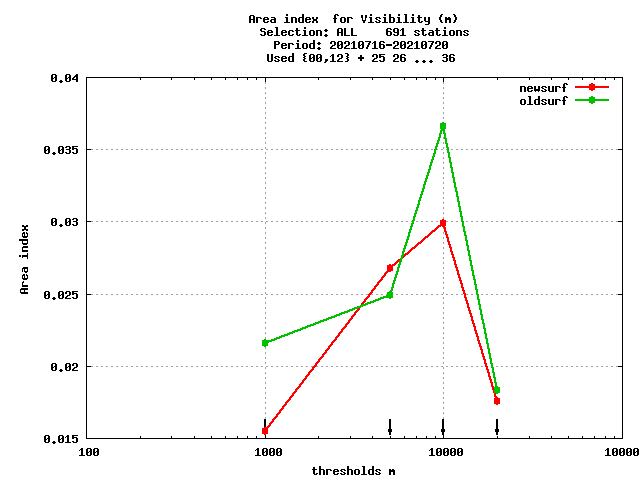 Area index  for Visibility (m)
Selection: ALL    691 stations
Period: 20210716-20210720
Used {00,12} + 25 26 ... 36
newsurf
oldsurf
0.04
0.035
0.03
0.025
0.02
0.015
Area index
100 1000 10000 10000
thresholds m